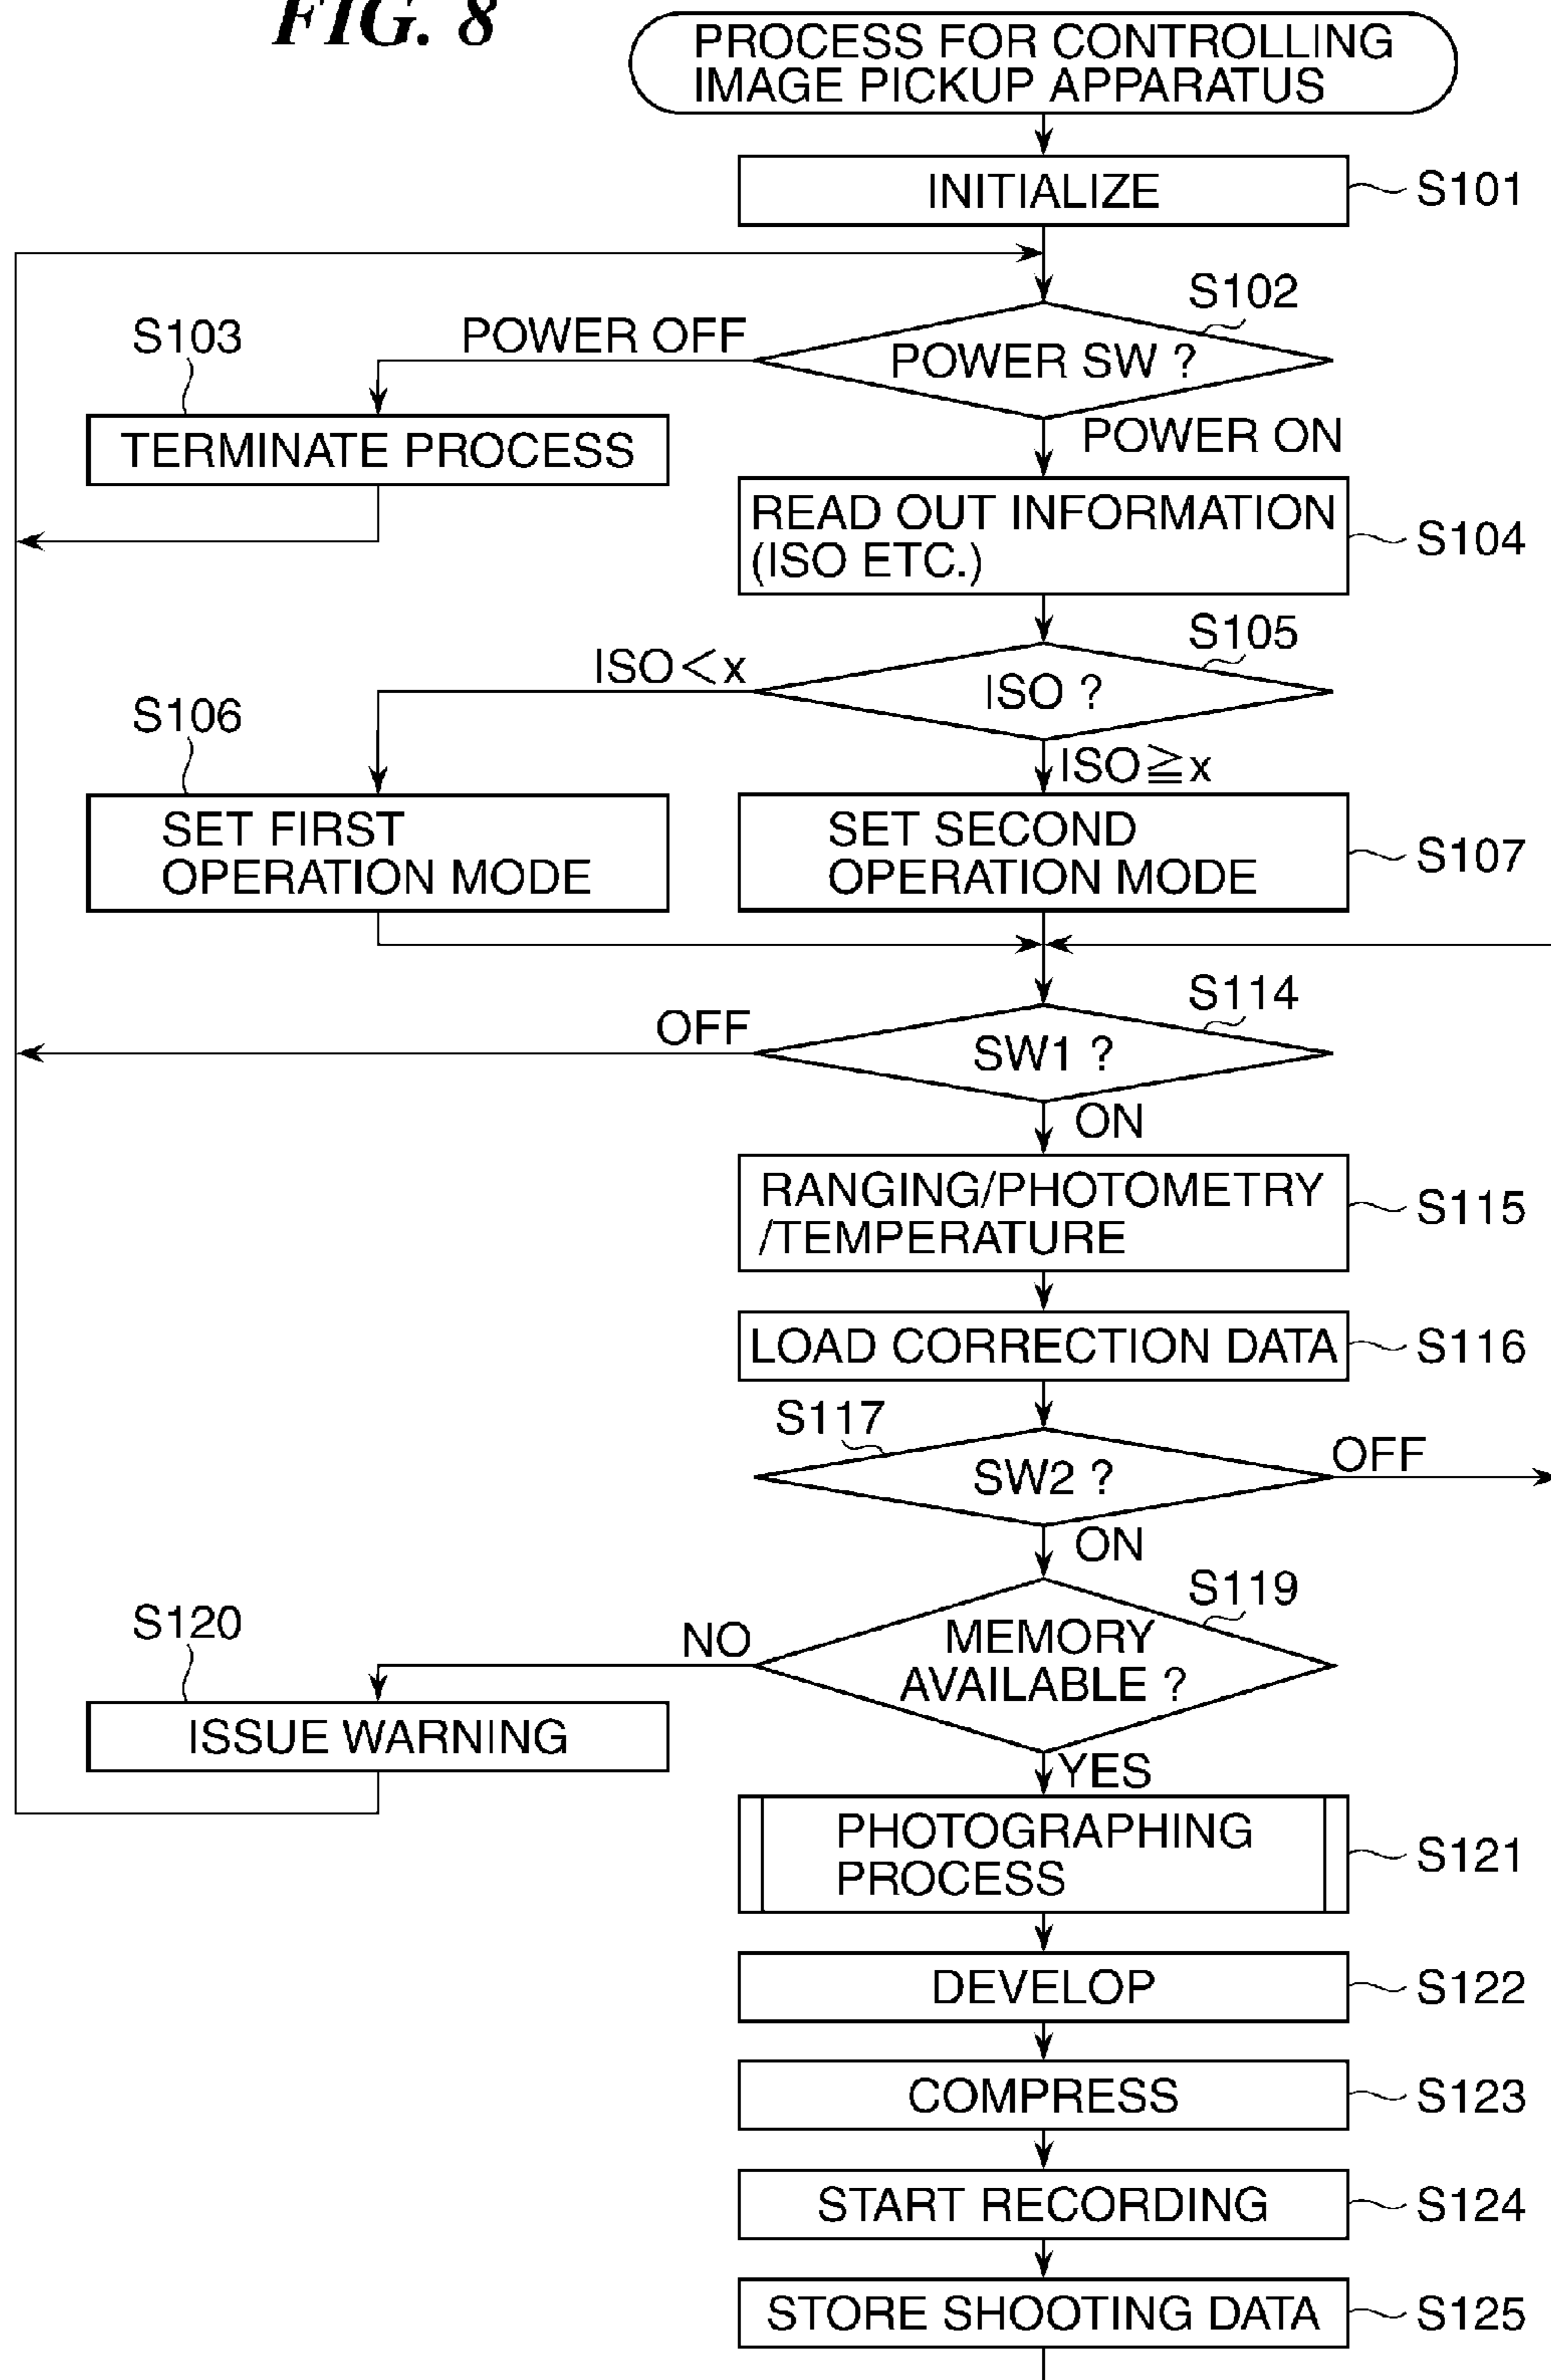 FIG. 8
PROCESS FOR CONTROLLING
IMAGE PICKUP APPARATUS
INITIALIZE
S101
S102
POWER SW ?
POWER OFF
S103
TERMINATE PROCESS
POWER ON
READ OUT INFORMATION
(ISO ETC.)
S104
S105
ISO ?
ISO<x
S106
SET FIRST
OPERATION MODE
ISO≧x
SET SECOND
OPERATION MODE
S107
S114
SW1 ?
OFF
ON
RANGING/PHOTOMETRY
/TEMPERATURE
S115
LOAD CORRECTION DATA
S116
S117
SW2 ?
OFF
ON
S119
MEMORY
AVAILABLE ?
NO
S120
ISSUE WARNING
YES
PHOTOGRAPHING
PROCESS
S121
DEVELOP
S122
COMPRESS
S123
START RECORDING
S124
STORE SHOOTING DATA
S125